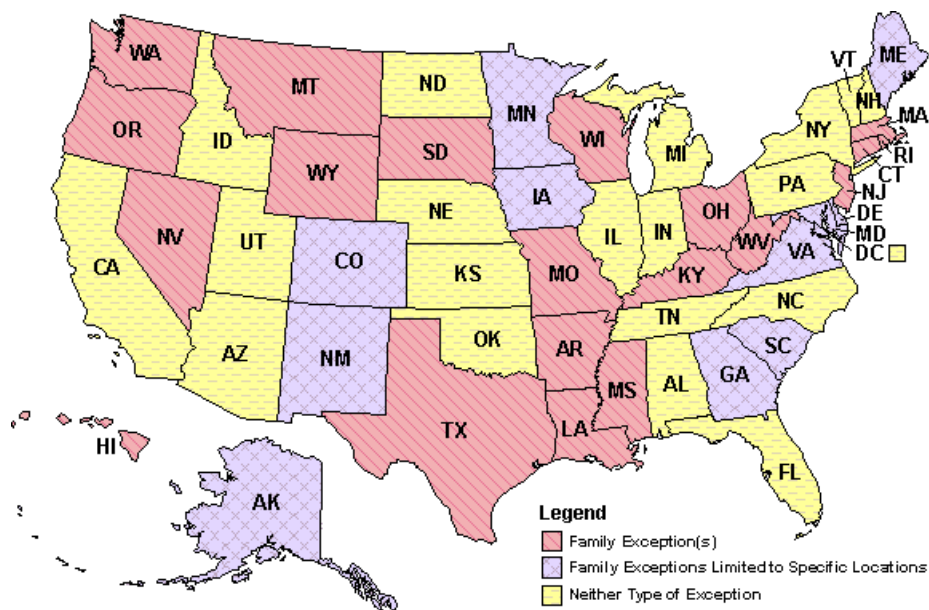 WA
MT
ND
MN
ME
VT
NH
MA
OR
ID
SD
WI
NY
MI
RI
WY
CT
PA
NJ
IA
NE
OH
DE
NV
UT
IL
IN
WV
MD
VA
DC
CA
CO
KS
MO
KY
NC
TN
AZ
NM
OK
AR
SC
MS
AL
GA
TX
LA
HI
FL
AK
Legend
Family Exception(s)
Family Exceptions Limited to Specific Locations
Neither Type of Exception